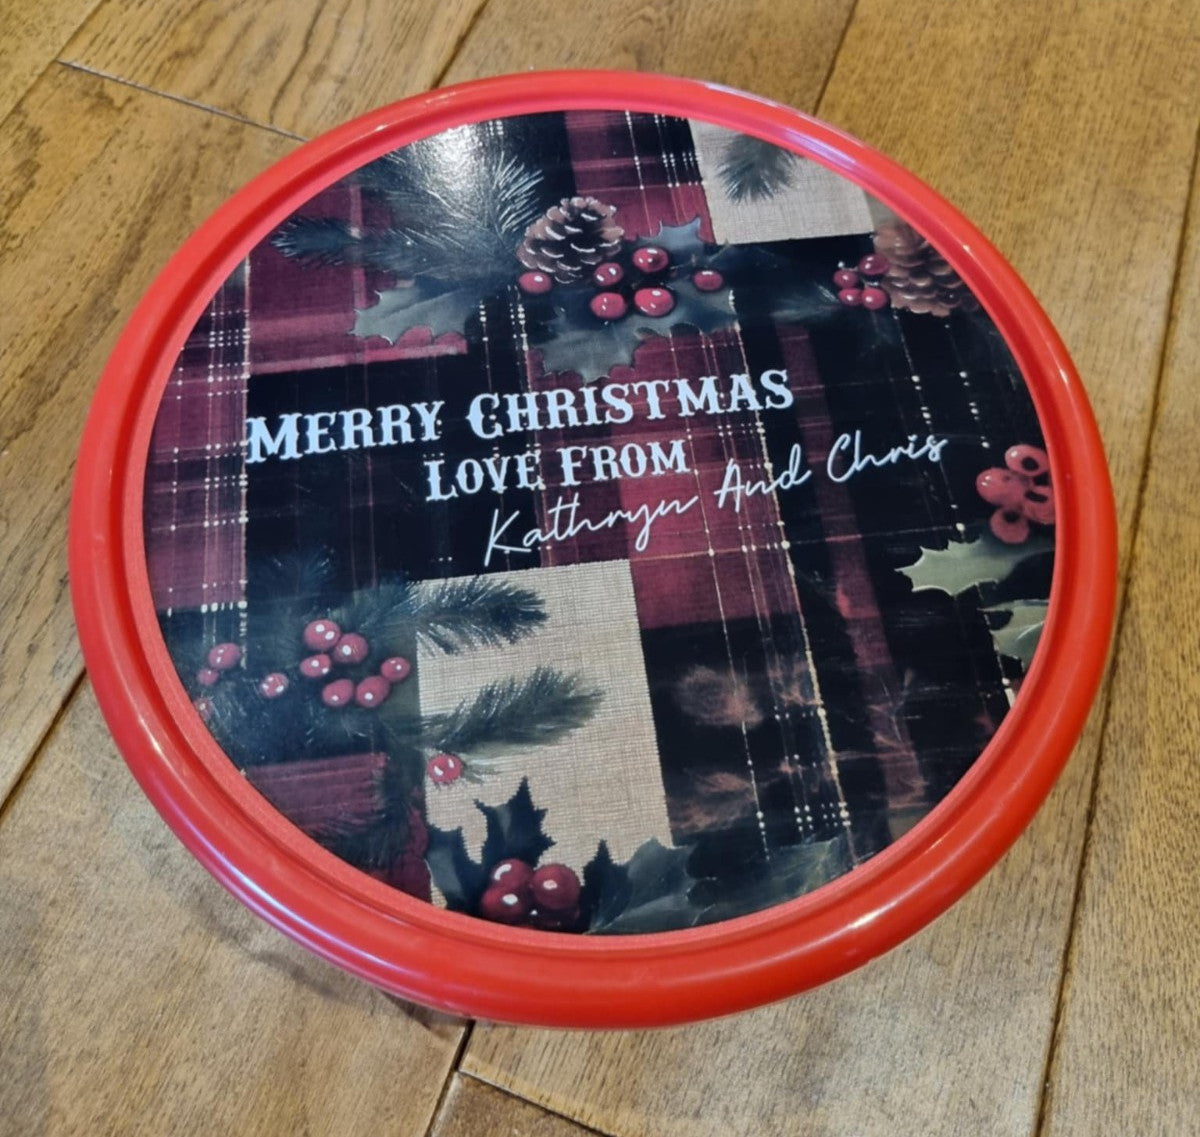 MERRY CHRISTMAS
LOVE FROM
Kathryn And Chris